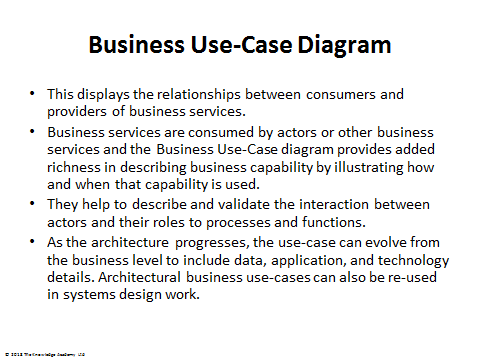 Business Use-Case Diagram
• This displays the relationships between consumers and
providers of business services.
• Business services are consumed by actors or other business
services and the Business Use-Case diagram provides added
richness in describing business capability by illustrating how
and when that capability is used.
• They help to describe and validate the interaction between
actors and their roles to processes and functions.
• As the architecture progresses, the use-case can evolve from
the business level to include data, application, and technology
details. Architectural business use-cases can also be re-used
in systems design work.
© 2018 The Knowledge Academy Ltd